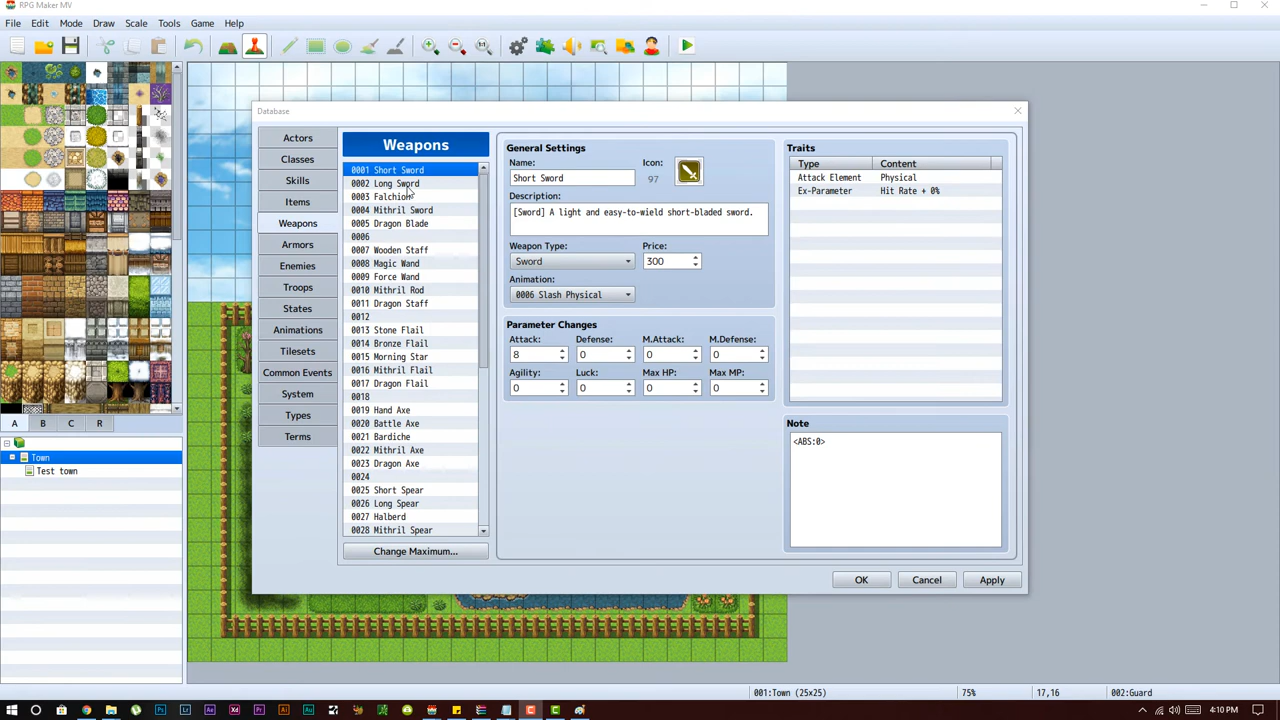 RPG Maker MV
File Edit Mode Draw Scale Tools Game Help
Database
Actors
Classes
Skills
Items
Weapons
Armors
Enemies
Troops
States
Animations
Tilesets
Common Events
System
Types
Terms
Weapons
0001 Short Sword
0002 Long Sword
0003 Falchion
0004 Mithril Sword
0005 Dragon Blade
0006
0007 Wooden Staff
0008 Magic Wand
0009 Force Wand
0010 Mithril Rod
0011 Dragon Staff
0012
0013 Stone Flail
0014 Bronze Flail
0015 Morning Star
0016 Mithril Flail
0017 Dragon Flail
0018
0019 Hand Axe
0020 Battle Axe
0021 Bardiche
0022 Mithril Axe
0023 Dragon Axe
0024
0025 Short Spear
0026 Long Spear
0027 Halberd
0028 Mithril Spear
Change Maximum...
General Settings
Name: Icon:
Short Sword 97
Description:
[Sword] A light and easy-to-wield short-bladed sword.
Weapon Type: Price:
Sword 300
Animation:
0006 Slash Physical
Parameter Changes
Attack: Defense: M.Attack: M.Defense:
8 0 0 0
Agility: Luck: Max HP: Max MP:
0 0 0 0
Traits
Type Content
Attack Element Physical
Ex-Parameter Hit Rate + 0%
Note
<ABS:0>
OK Cancel Apply
A B C R
Town
Test town
001:Town (25x25) 75% 17,16 002:Guard
Ps Lr Ae Xd Pr Ai Au
4:10 PM